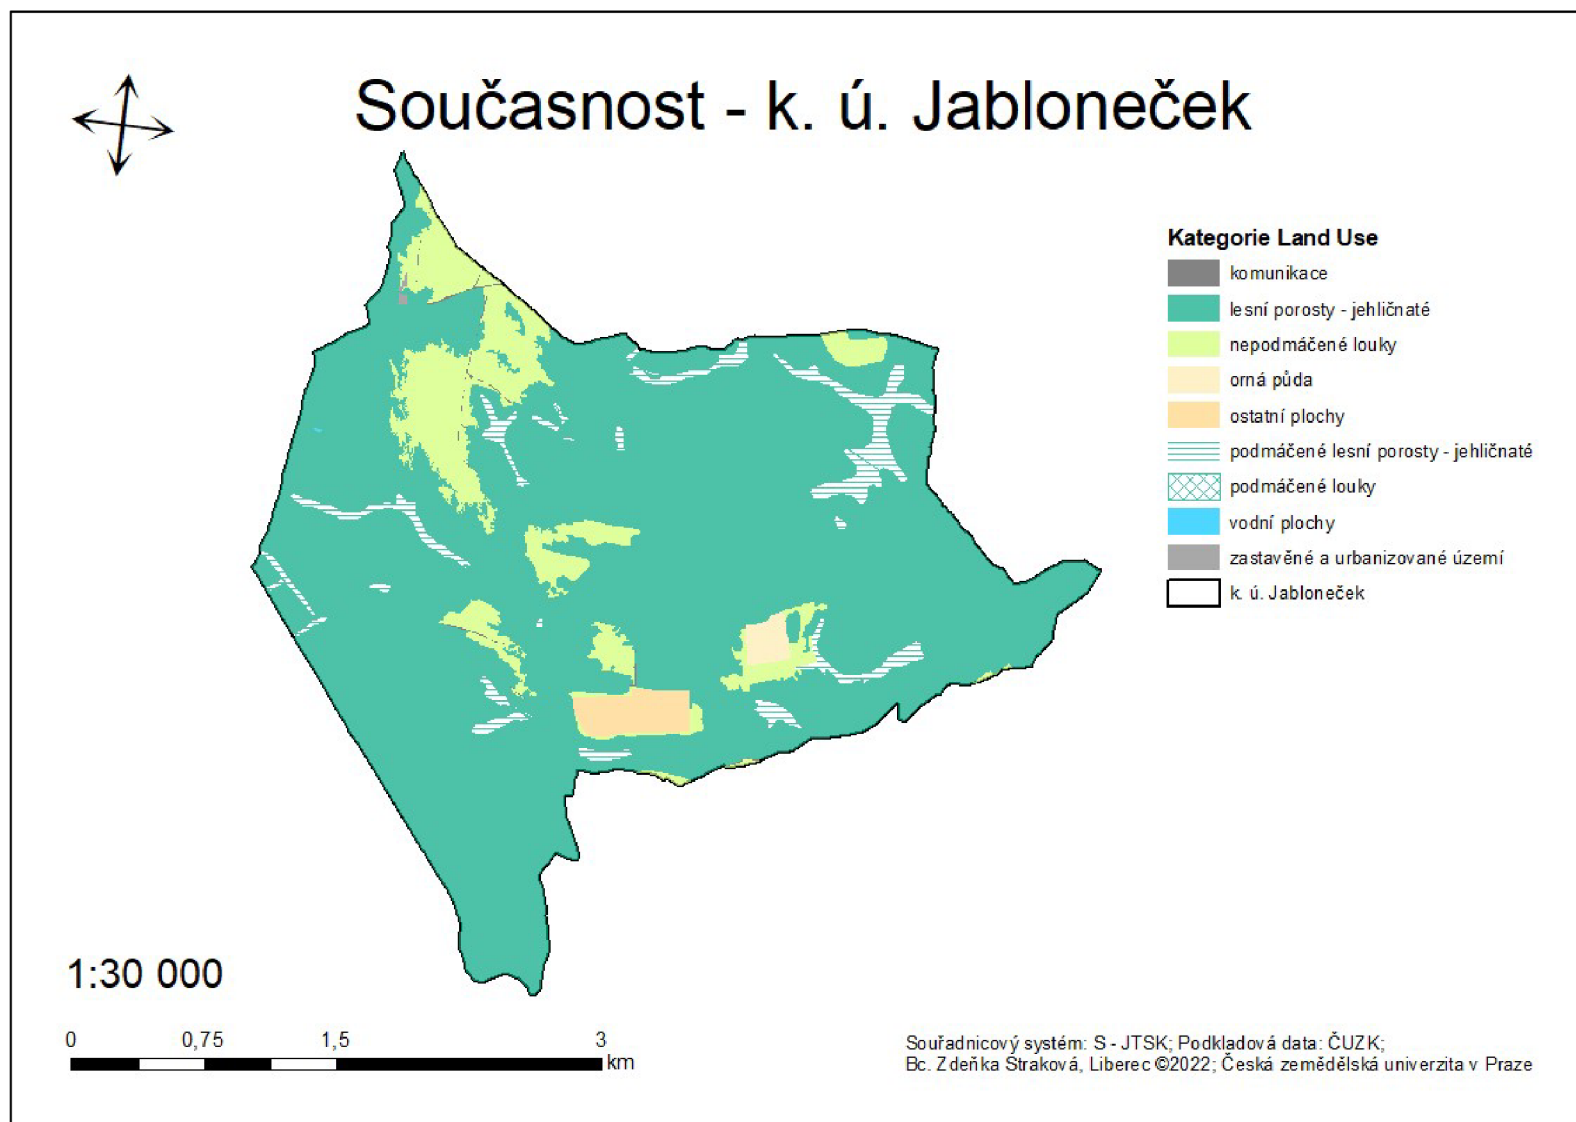 Současnost - k. ú. Jabloneček
Kategorie Land Use
komunikace
lesní porosty - jehličnaté
nepodmáčené louky
orná půda
ostatní plochy
podmáčené lesní porosty - jehličnaté
podmáčené louky
vodní plochy
zastavěné a urbanizované území
k. ú. Jabloneček
1:30 000
0 0,75 1,5 3
km
Souřadnicový systém: S - JTSK; Podkladová data: ČUZK;
Bc. Zdeňka Straková, Liberec ©2022; Česká zemědělská univerzita v Praze